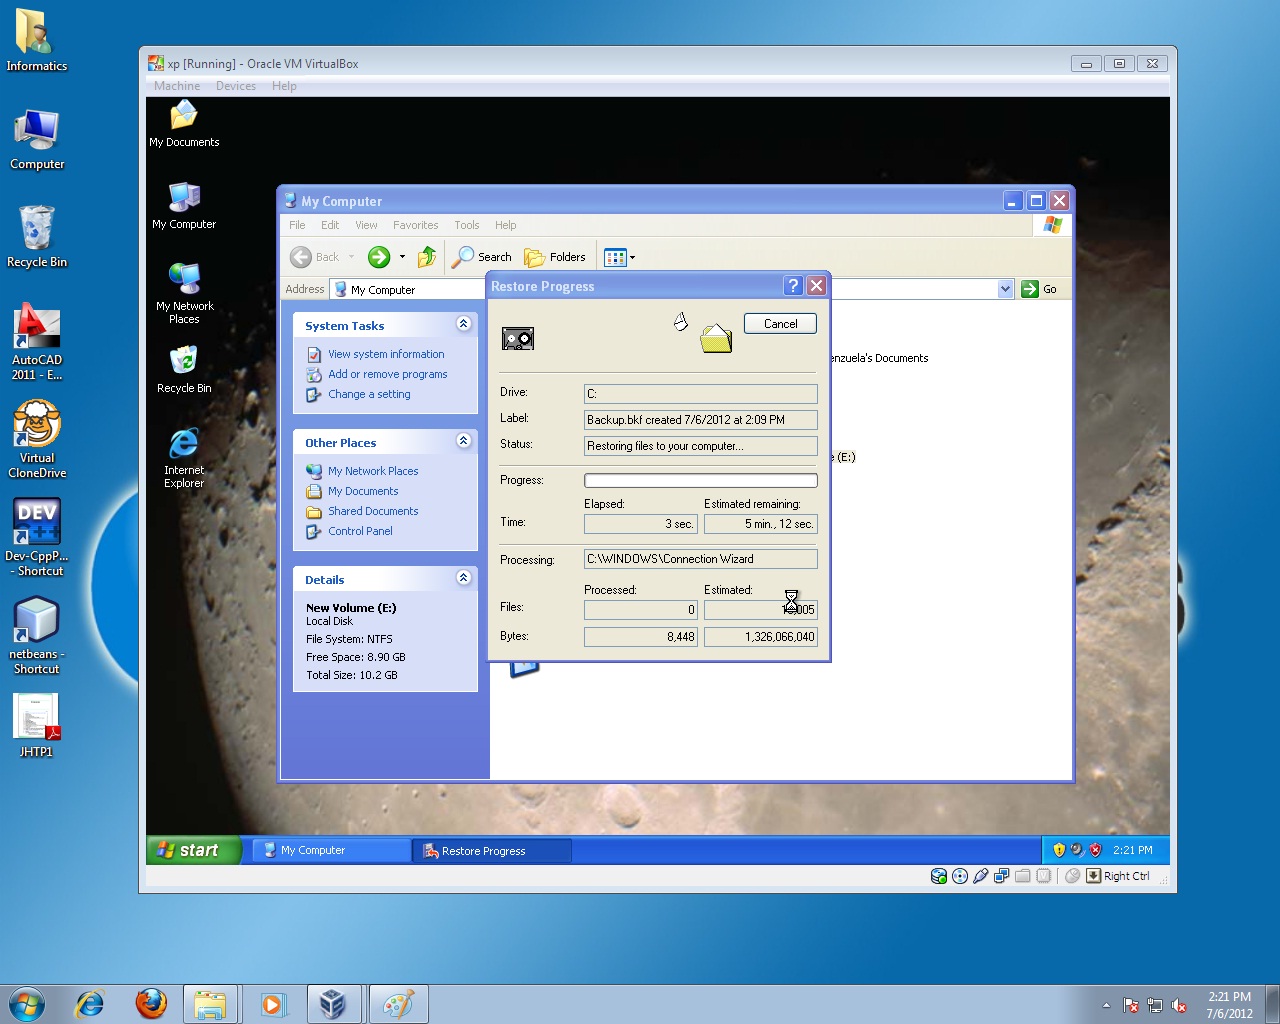 Informatics
Computer
Recycle Bin
AutoCAD
2011 - E...
Virtual
CloneDrive
DEV
Dev-CppP...
- Shortcut
netbeans -
Shortcut
JHTP1
xp [Running] - Oracle VM VirtualBox
Machine Devices Help
My Documents
My Computer
My Network
Places
Recycle Bin
Internet
Explorer
My Computer
File Edit View Favorites Tools Help
Back Search Folders
Address My Computer Go
System Tasks
View system information
Add or remove programs
Change a setting
Other Places
My Network Places
My Documents
Shared Documents
Control Panel
Details
New Volume (E:)
Local Disk
File System: NTFS
Free Space: 8.90 GB
Total Size: 10.2 GB
enzuela's Documents
(E:)
Restore Progress
Cancel
Drive: C:
Label: Backup.bkf created 7/6/2012 at 2:09 PM
Status: Restoring files to your computer...
Progress:
Elapsed: Estimated remaining:
Time: 3 sec. 5 min., 12 sec.
Processing: C:\WINDOWS\Connection Wizard
Processed: Estimated:
Files: 0
Bytes: 8,448 1,326,066,040
start My Computer Restore Progress 2:21 PM
Right Ctrl
2:21 PM
7/6/2012